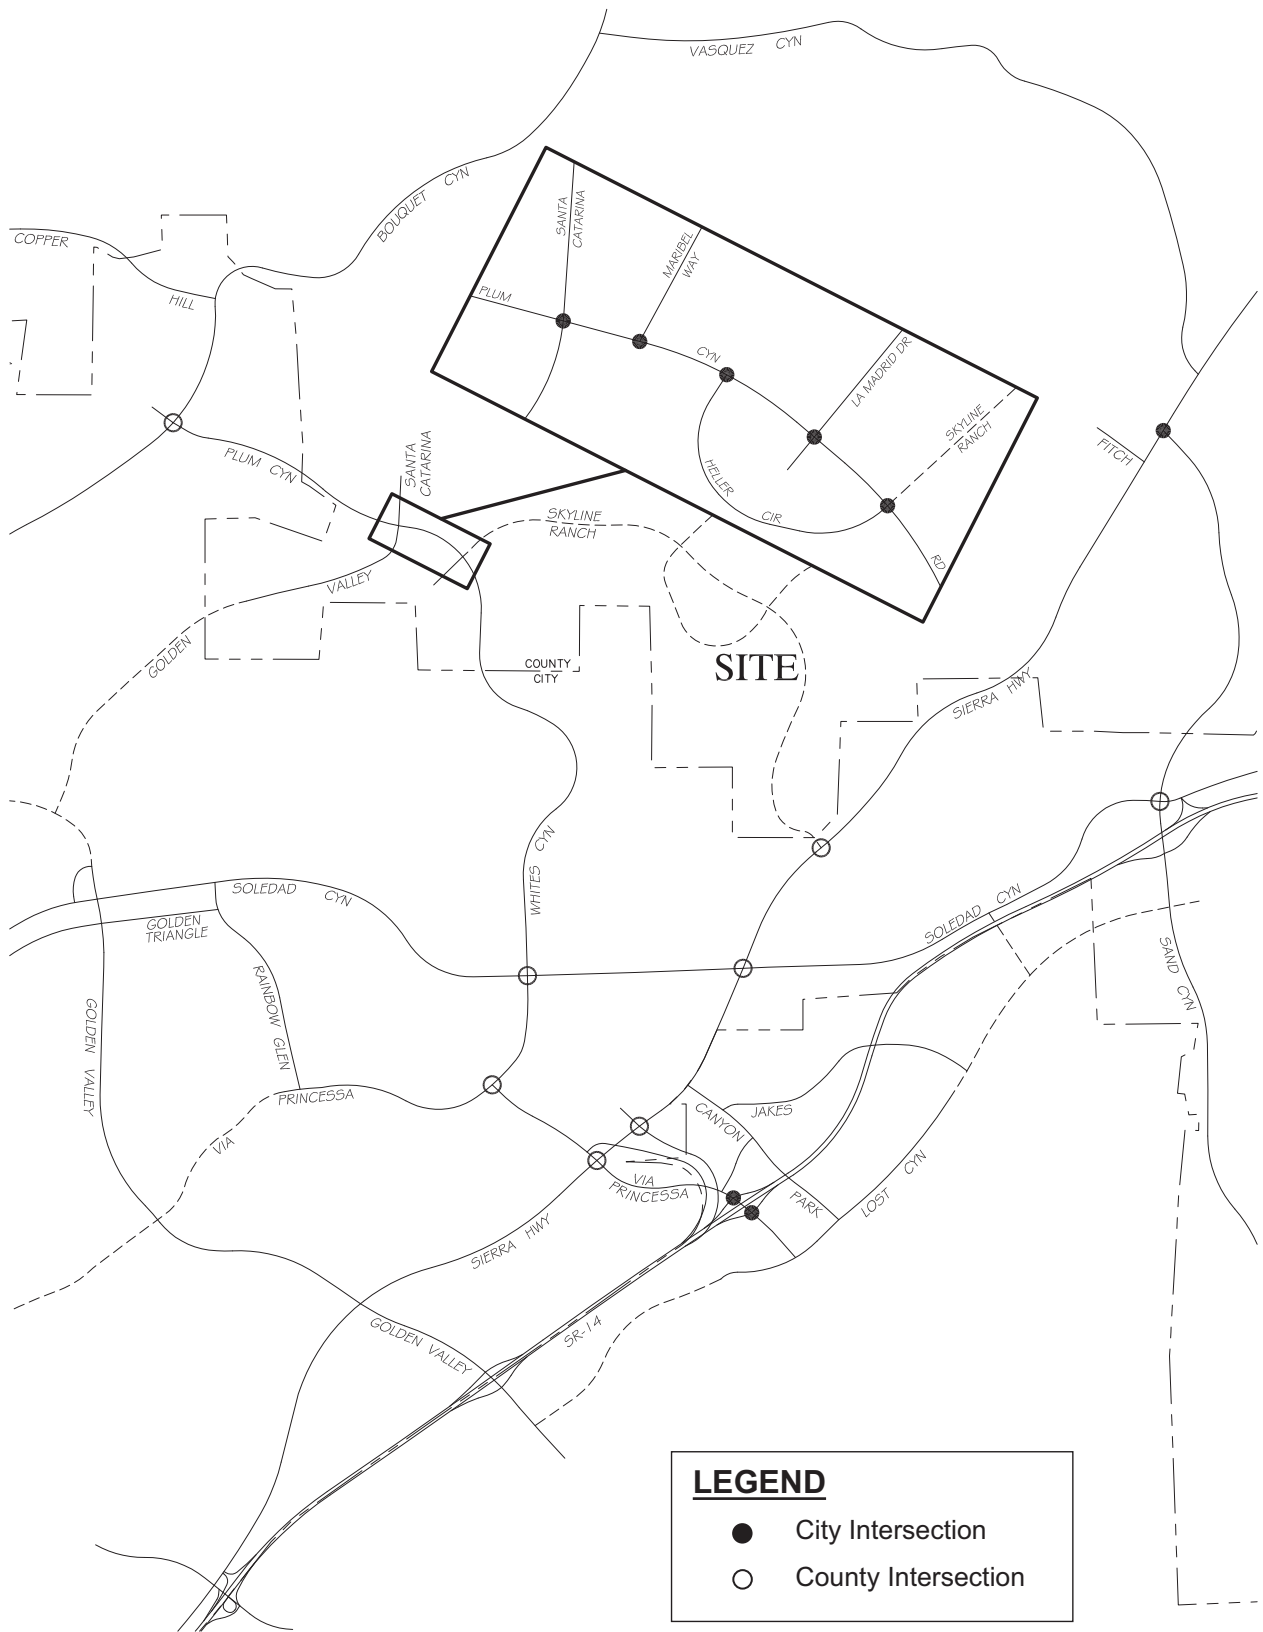 VASQUEZ CYN
BOUQUET CYN
COPPER
HILL
SANTA
CATARINA
MARIBEL
WAY
PLUM
CYN
LA MADRID DR
SKYLINE
RANCH
HELLER
CIR
RD
FITCH
PLUM CYN
SANTA
CATARINA
SKYLINE
RANCH
VALLEY
GOLDEN
COUNTY
CITY
SITE
SIERRA HWY
WHITES CYN
SOLEDAD CYN
SOLEDAD CYN
GOLDEN
TRIANGLE
SAND CYN
RAINBOW GLEN
GOLDEN VALLEY
PRINCESSA
VIA
CANYON
JAKES
PARK
LOST CYN
VIA
PRINCESSA
SIERRA HWY
GOLDEN VALLEY
SR-14
LEGEND
City Intersection
County Intersection